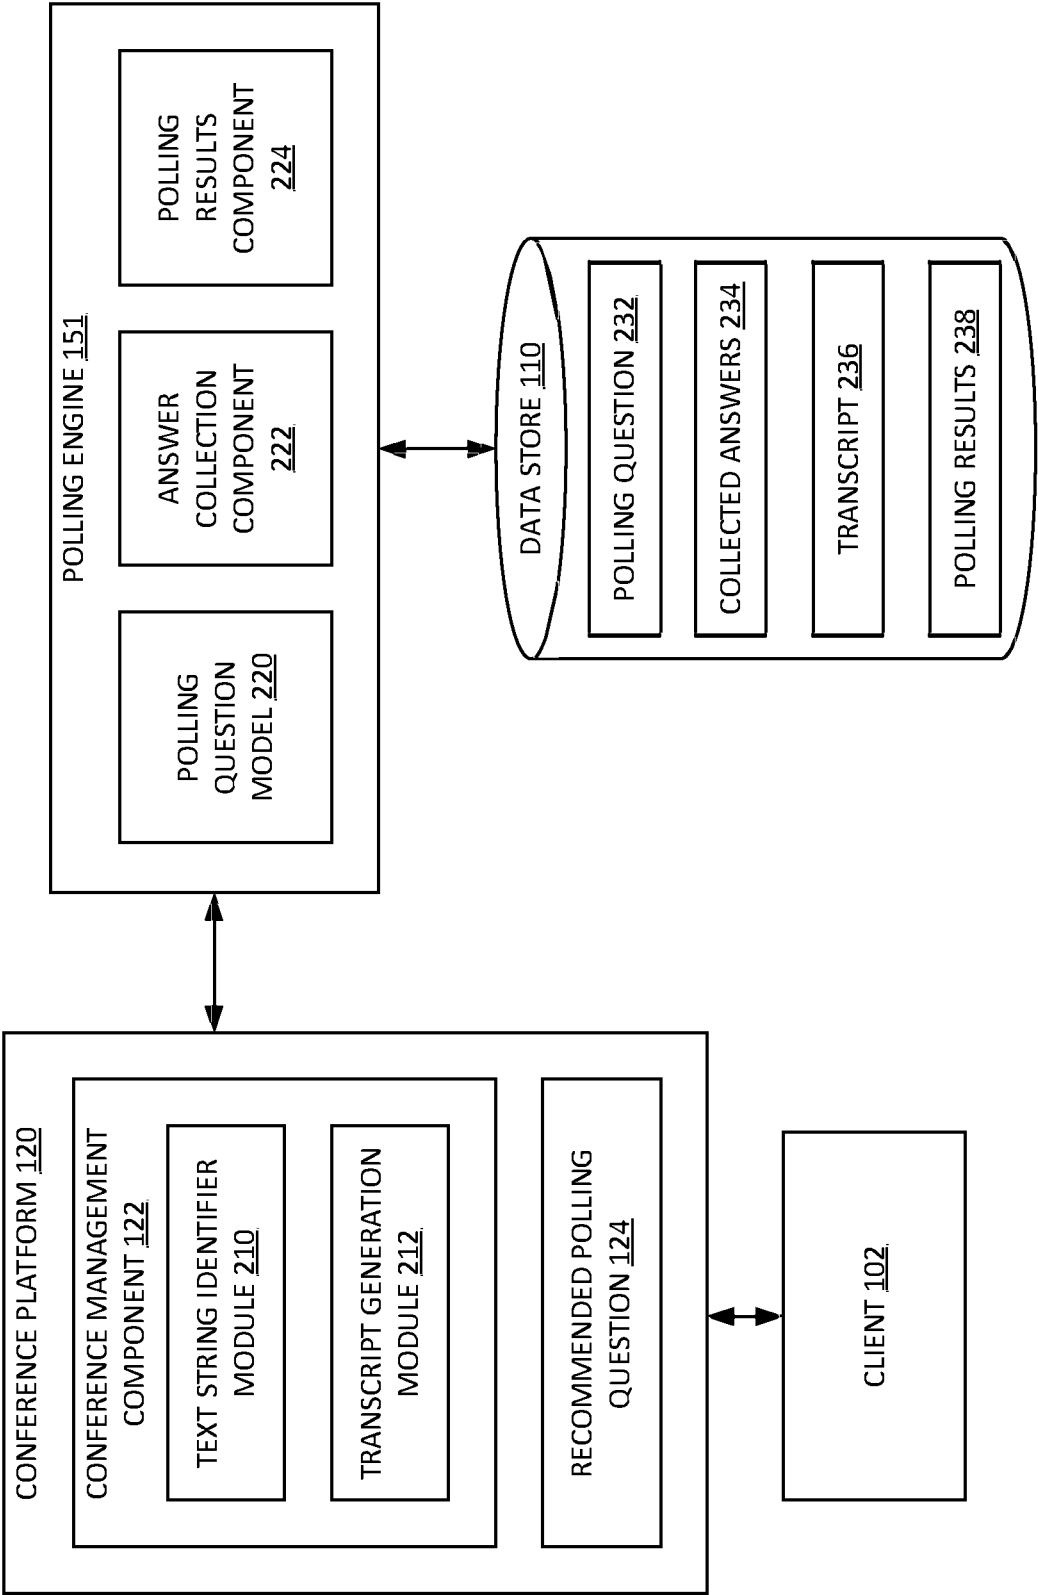 CONFERENCE PLATFORM 120
CONFERENCE MANAGEMENT
COMPONENT 122
TEXT STRING IDENTIFIER
MODULE 210
TRANSCRIPT GENERATION
MODULE 212
RECOMMENDED POLLING
QUESTION 124
CLIENT 102
POLLING ENGINE 151
POLLING
QUESTION
MODEL 220
ANSWER
COLLECTION
COMPONENT
222
POLLING
RESULTS
COMPONENT
224
DATA STORE 110
POLLING QUESTION 232
COLLECTED ANSWERS 234
TRANSCRIPT 236
POLLING RESULTS 238